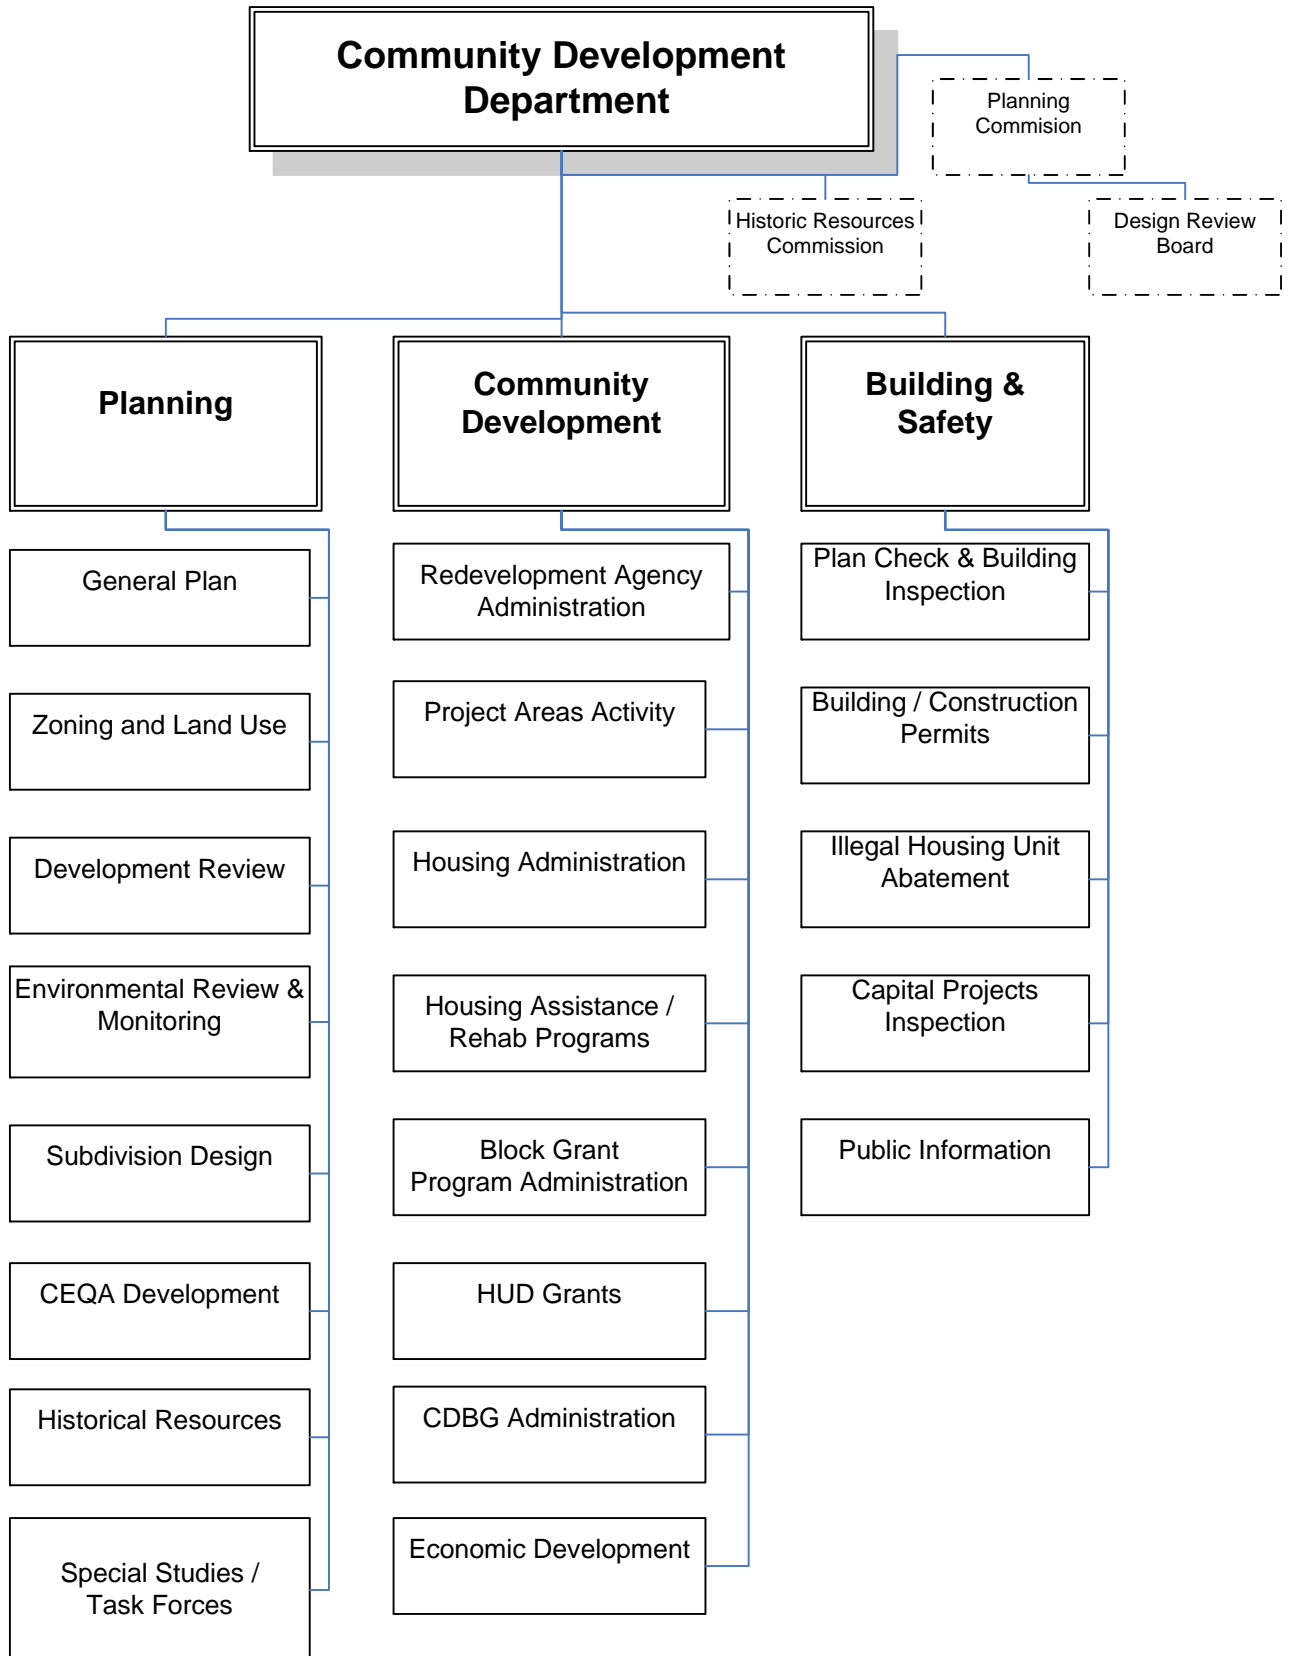 Community Development
Department
Planning
Commision
Historic Resources
Commission
Design Review
Board
Planning
Community
Development
Building &
Safety
General Plan
Zoning and Land Use
Development Review
Environmental Review &
Monitoring
Subdivision Design
CEQA Development
Historical Resources
Special Studies /
Task Forces
Redevelopment Agency
Administration
Project Areas Activity
Housing Administration
Housing Assistance /
Rehab Programs
Block Grant
Program Administration
HUD Grants
CDBG Administration
Economic Development
Plan Check & Building
Inspection
Building / Construction
Permits
Illegal Housing Unit
Abatement
Capital Projects
Inspection
Public Information